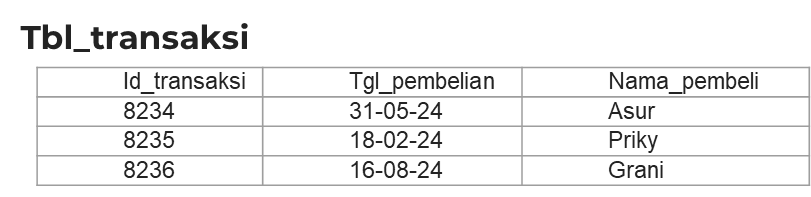 Tbl_transaksi
Id_transaksi Tgl_pembelian Nama_pembeli
8234 31-05-24 Asur
8235 18-02-24 Priky
8236 16-08-24 Grani